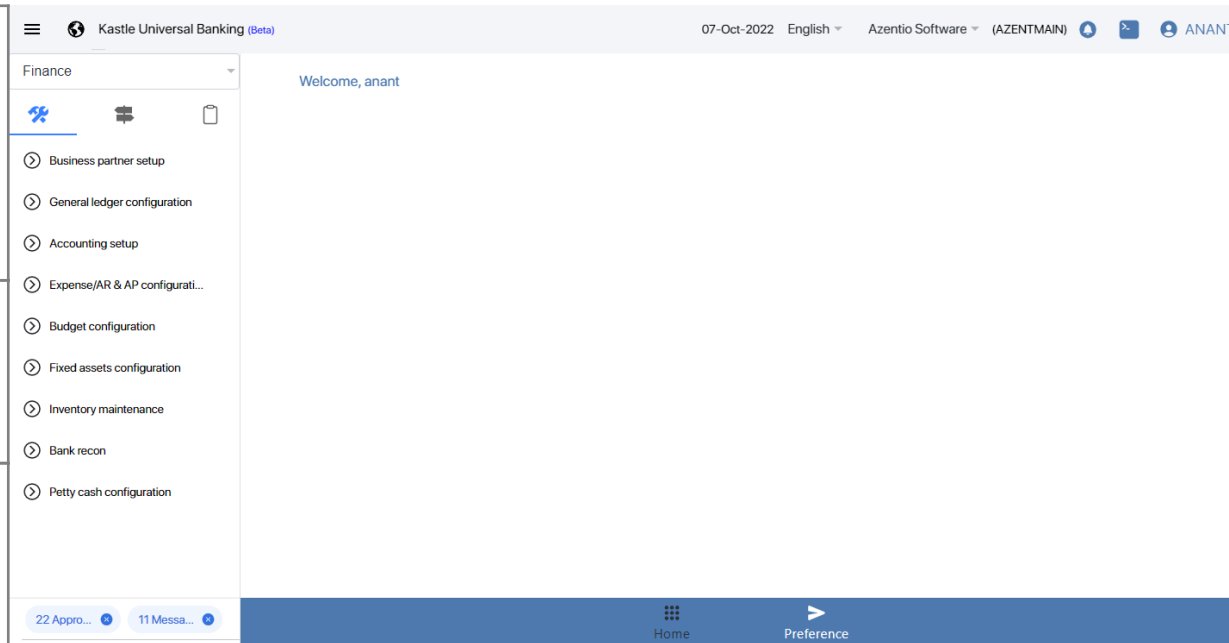 Kastle Universal Banking (Beta) 07-Oct-2022 English Azentio Software (AZENTMAIN) ANANT
Finance
Welcome, anant
Business partner setup
General ledger configuration
Accounting setup
Expense/AR & AP configurati...
Budget configuration
Fixed assets configuration
Inventory maintenance
Bank recon
Petty cash configuration
22 Appro... 11 Messa...
Home Preference